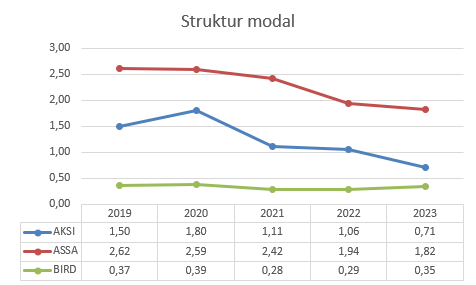 Struktur modal
3,00
2,50
2,00
1,50
1,00
0,50
0,00
2019 2020 2021 2022 2023
AKSI 1,50 1,80 1,11 1,06 0,71
ASSA 2,62 2,59 2,42 1,94 1,82
BIRD 0,37 0,39 0,28 0,29 0,35